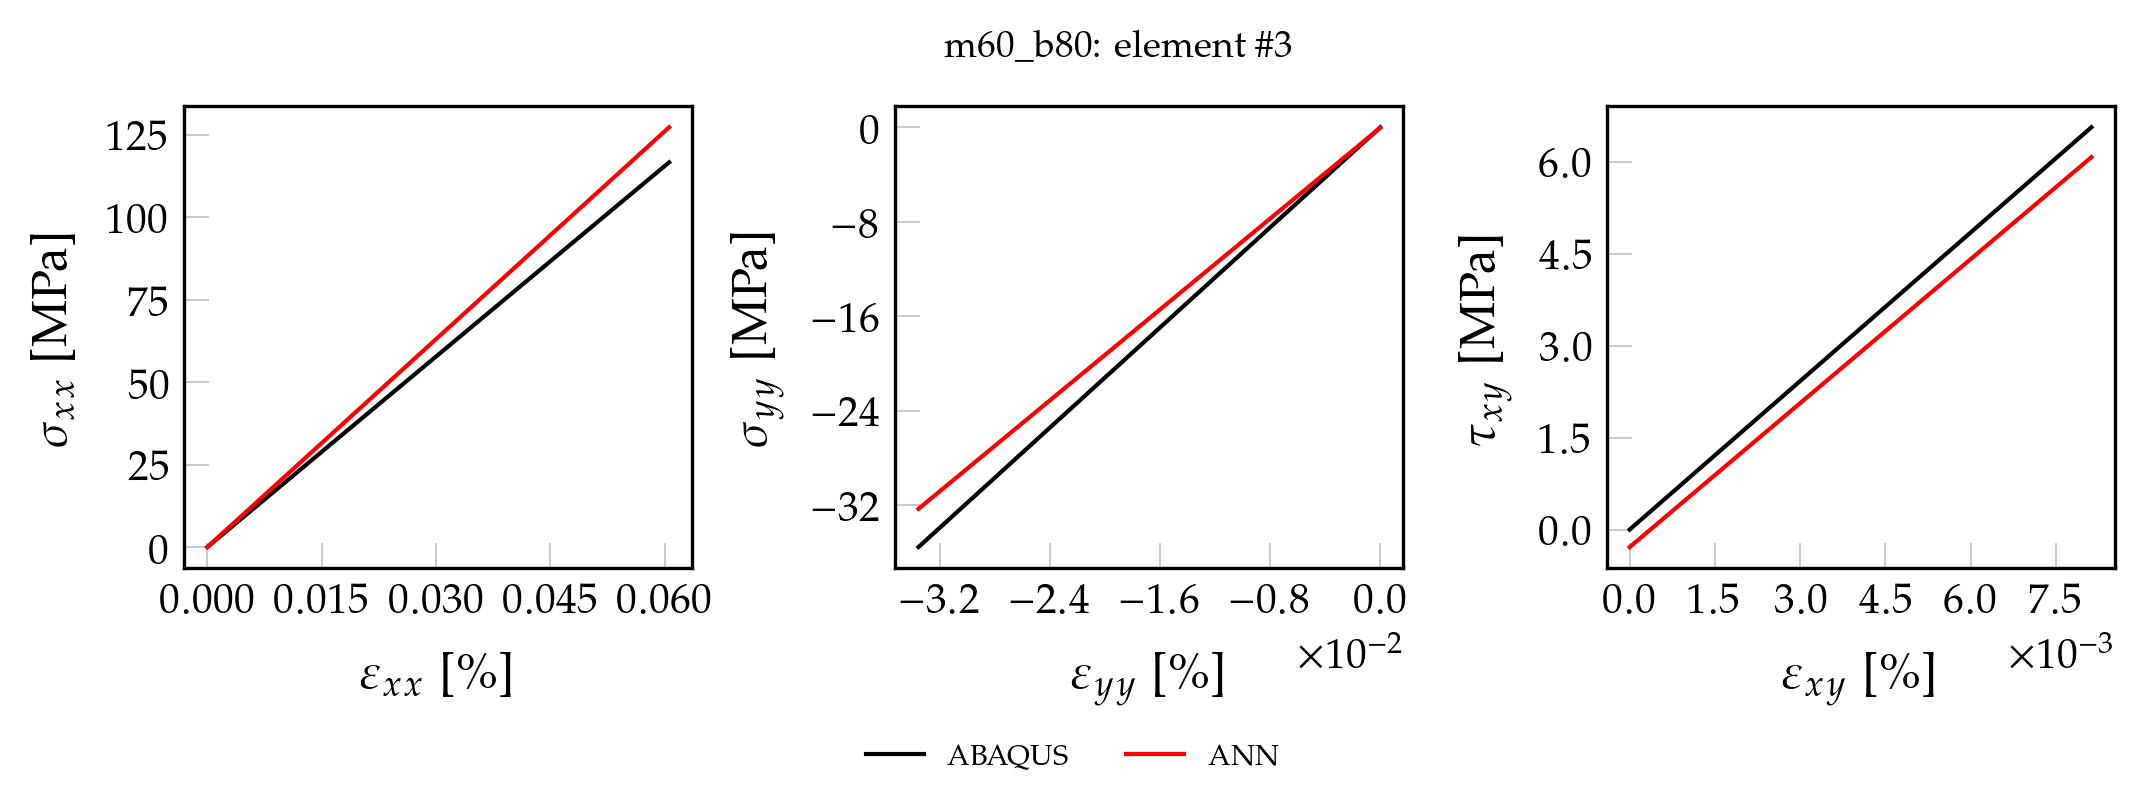 m60_b80: element #3
σxx [MPa]
125
100
75
50
25
0
0.000 0.015 0.030 0.045 0.060
εxx [%]
σyy [MPa]
0
−8
−16
−24
−32
−3.2 −2.4 −1.6 −0.8 0.0
×10⁻²
εyy [%]
τxy [MPa]
6.0
4.5
3.0
1.5
0.0
0.0 1.5 3.0 4.5 6.0 7.5
×10⁻³
εxy [%]
ABAQUS ANN